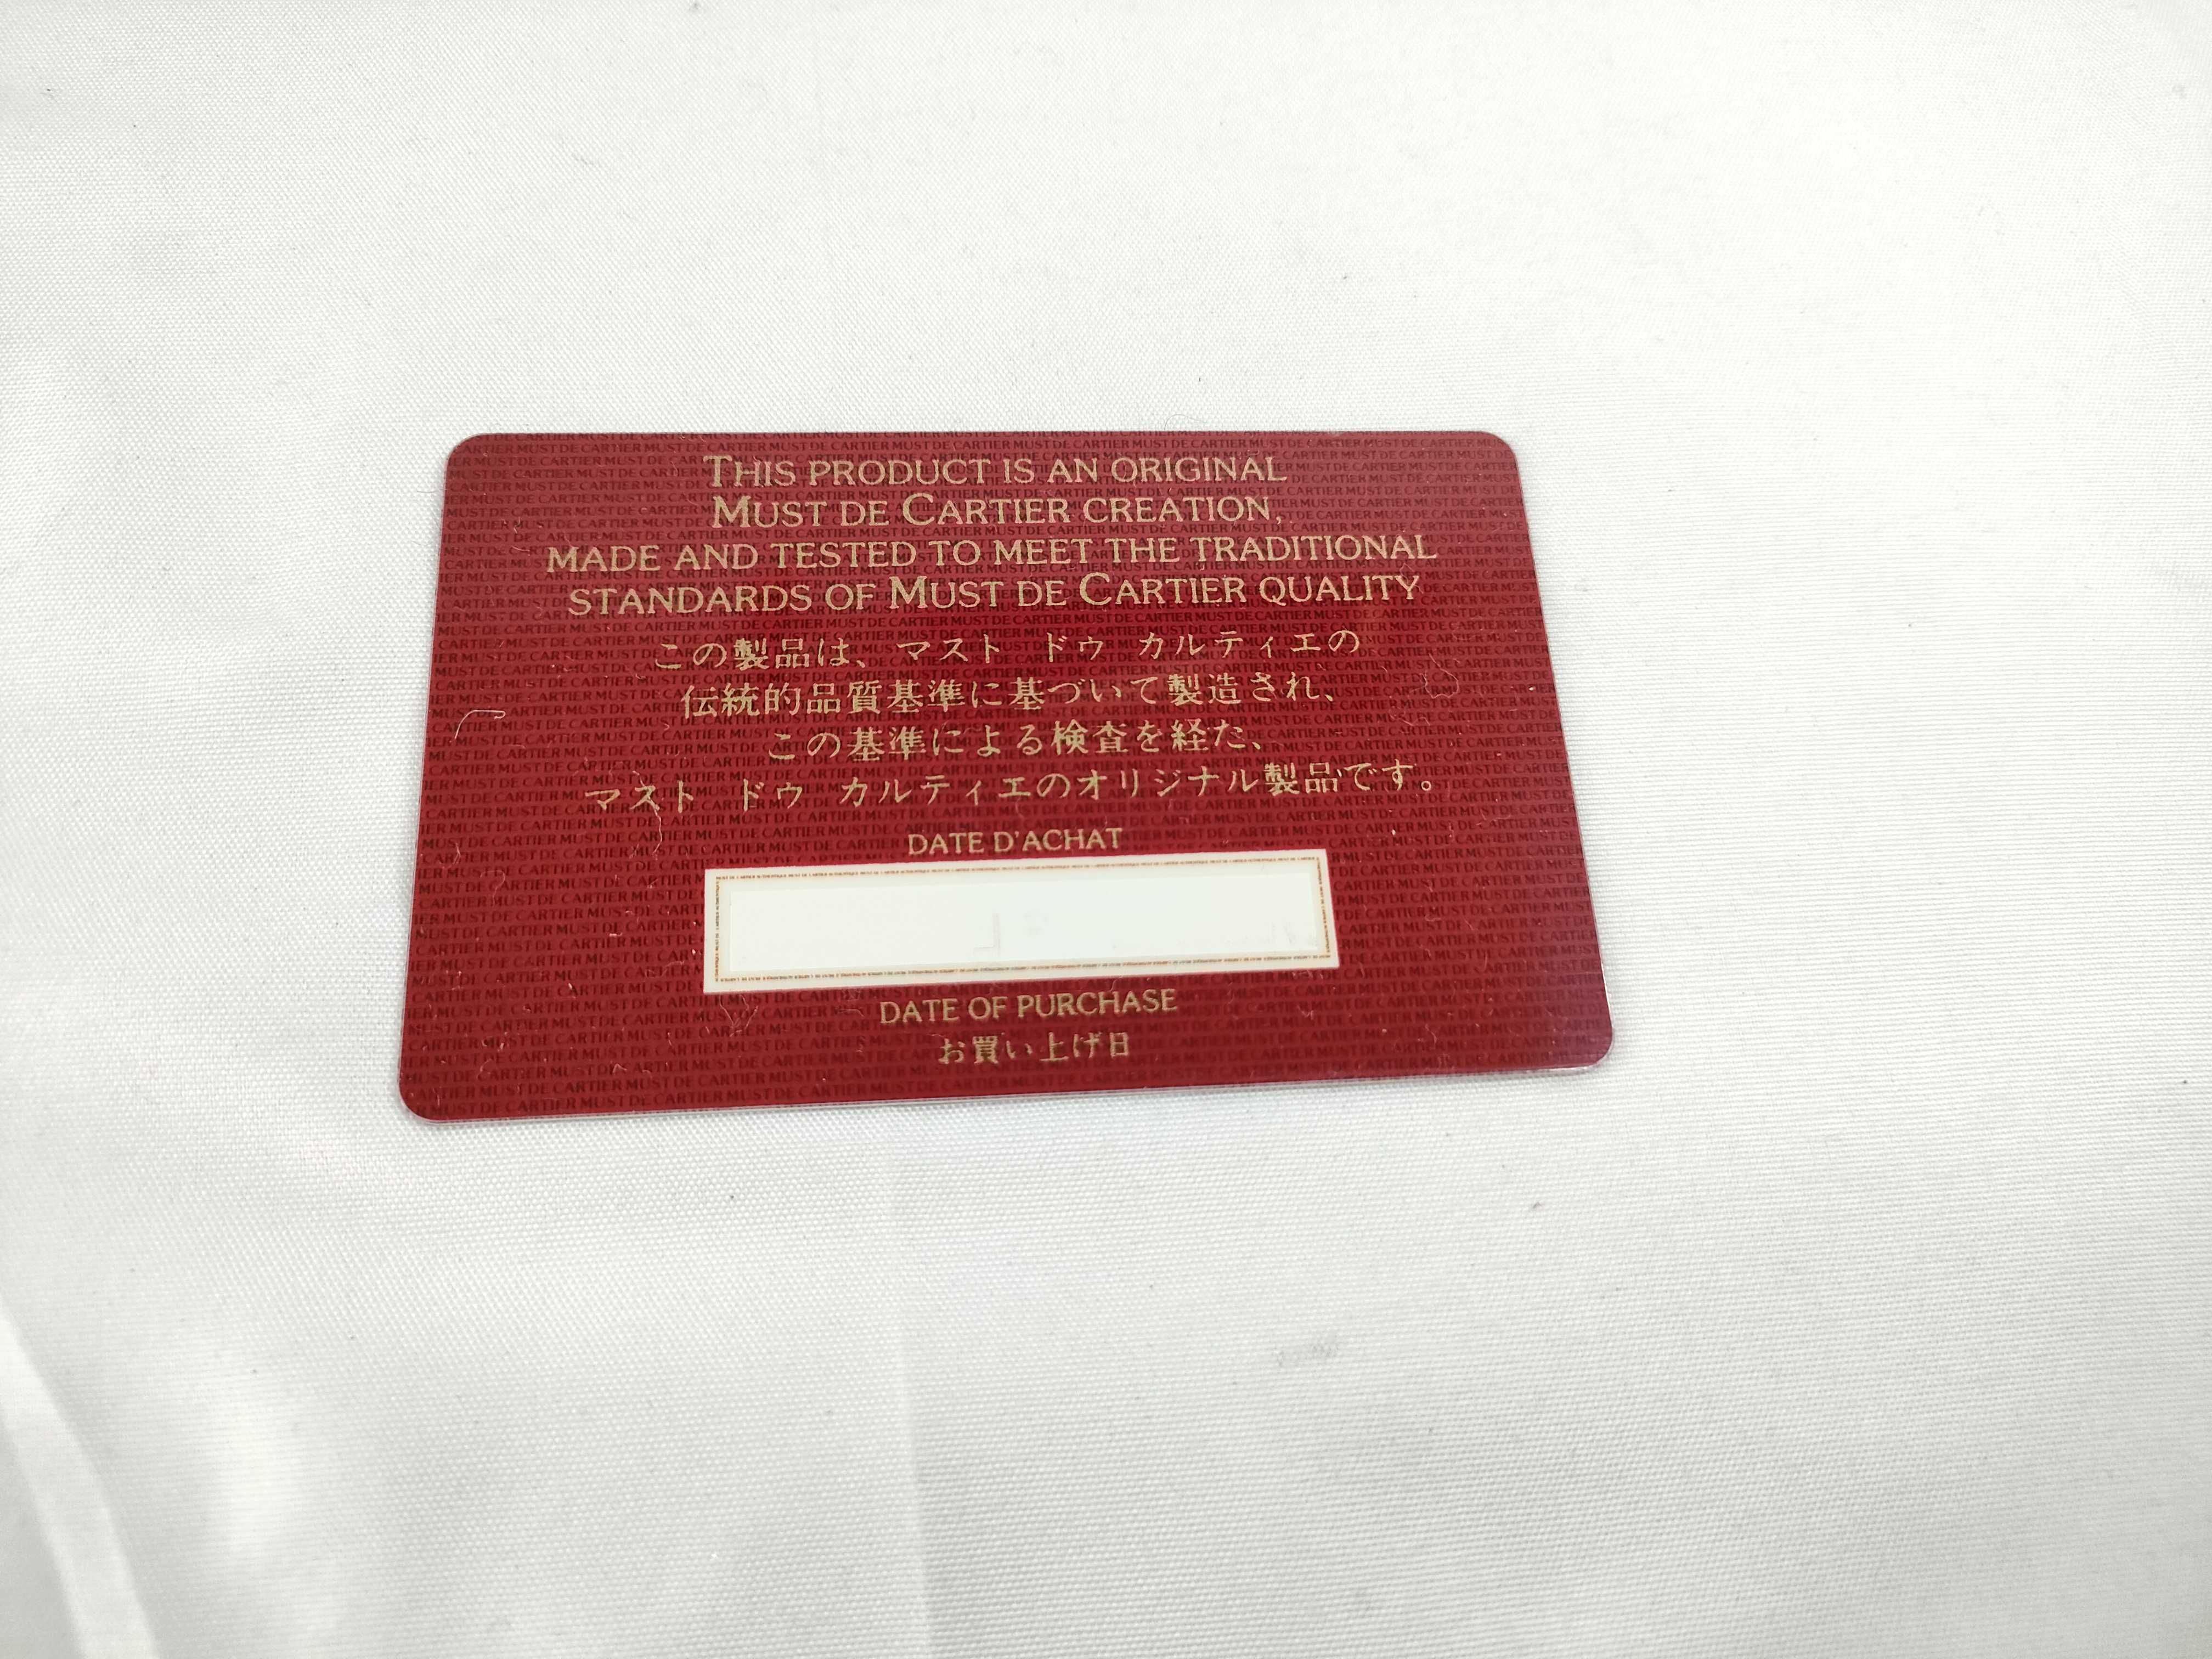 THIS PRODUCT IS AN ORIGINAL
MUST DE CARTIER CREATION,
MADE AND TESTED TO MEET THE TRADITIONAL
STANDARDS OF MUST DE CARTIER QUALITY
この製品は、マスト ドゥ カルティエの
伝統的品質基準に基づいて製造され、
この基準による検査を経た、
マスト ドゥ カルティエのオリジナル製品です。
DATE D'ACHAT
DATE OF PURCHASE
お買い上げ日